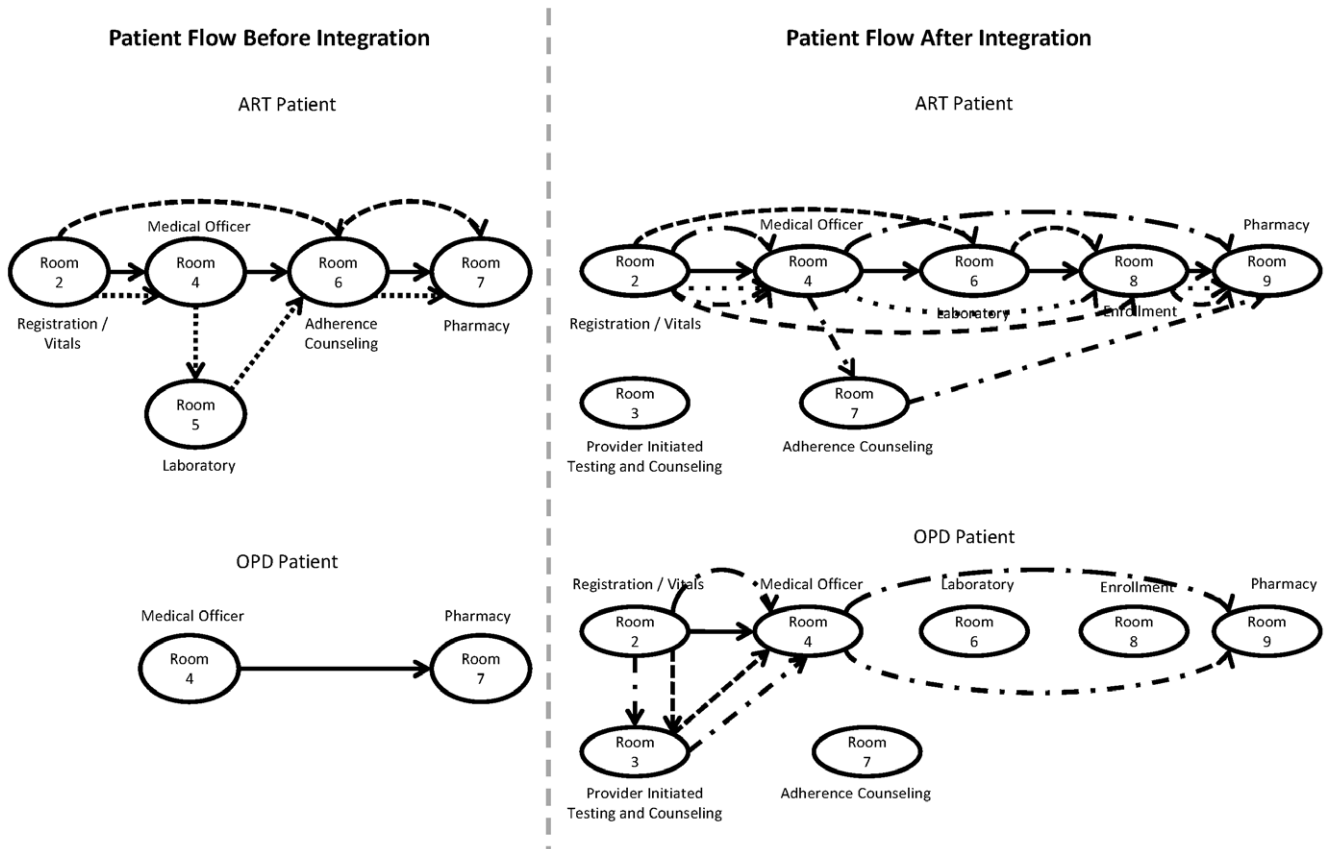 Patient Flow Before Integration
ART Patient
Medical Officer
Room
2
Room
4
Room
6
Room
7
Registration /
Vitals
Adherence
Counseling
Pharmacy
Room
5
Laboratory
OPD Patient
Medical Officer
Pharmacy
Room
4
Room
7
Patient Flow After Integration
ART Patient
Medical Officer
Pharmacy
Room
2
Room
4
Room
6
Room
8
Room
9
Registration / Vitals
Laboratory
Enrollment
Room
3
Room
7
Provider Initiated
Testing and Counseling
Adherence Counseling
OPD Patient
Registration / Vitals
Medical Officer
Laboratory
Enrollment
Pharmacy
Room
2
Room
4
Room
6
Room
8
Room
9
Room
3
Room
7
Provider Initiated
Testing and Counseling
Adherence Counseling